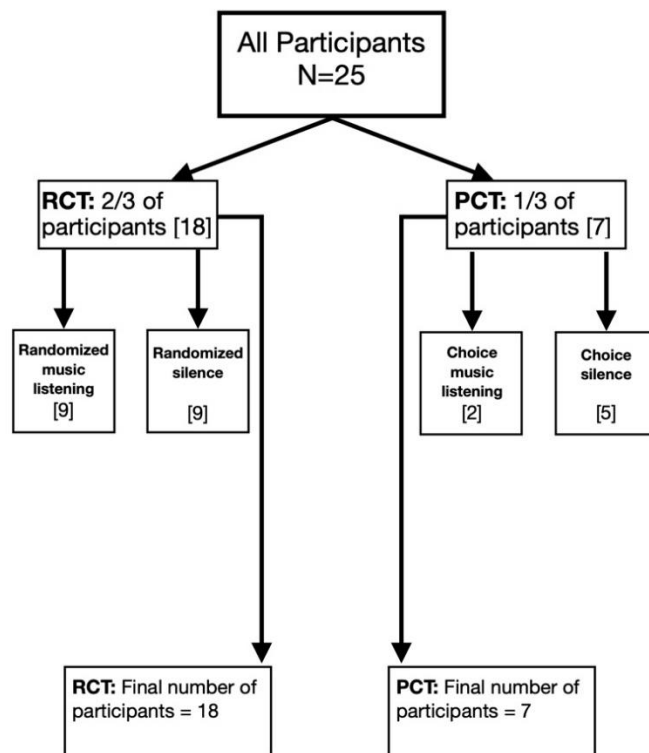 All Participants
N=25
RCT: 2/3 of
participants [18]
PCT: 1/3 of
participants [7]
Randomized
music
listening
[9]
Randomized
silence
[9]
Choice
music
listening
[2]
Choice
silence
[5]
RCT: Final number of
participants = 18
PCT: Final number of
participants = 7